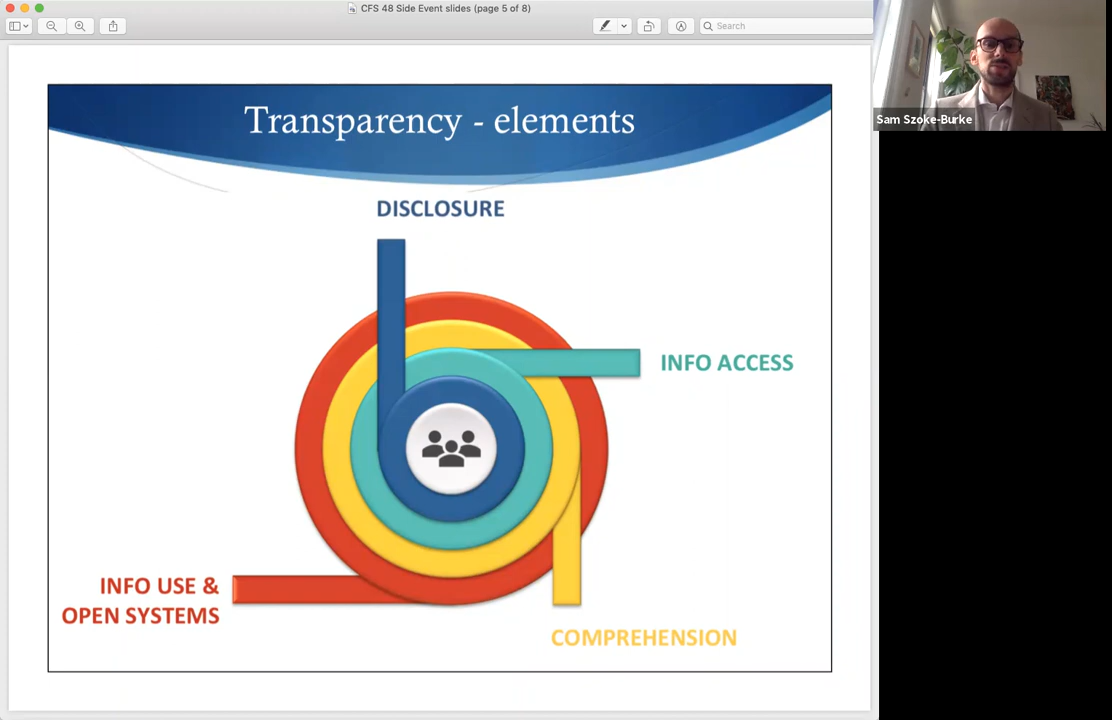 CFS 48 Side Event slides (page 5 of 8)
Search
Sam Szoke-Burke
Transparency - elements
DISCLOSURE
INFO ACCESS
INFO USE &
OPEN SYSTEMS
COMPREHENSION